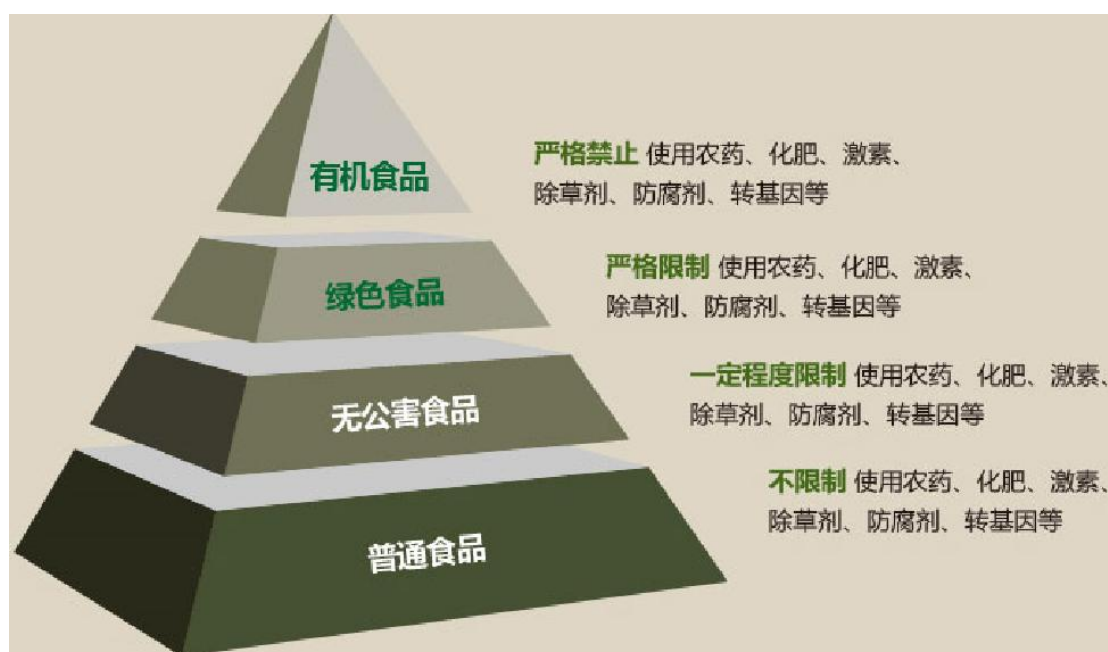 有机食品
严格禁止 使用农药、化肥、激素、
除草剂、防腐剂、转基因等
绿色食品
严格限制 使用农药、化肥、激素、
除草剂、防腐剂、转基因等
无公害食品
一定程度限制 使用农药、化肥、激素、
除草剂、防腐剂、转基因等
普通食品
不限制 使用农药、化肥、激素、
除草剂、防腐剂、转基因等